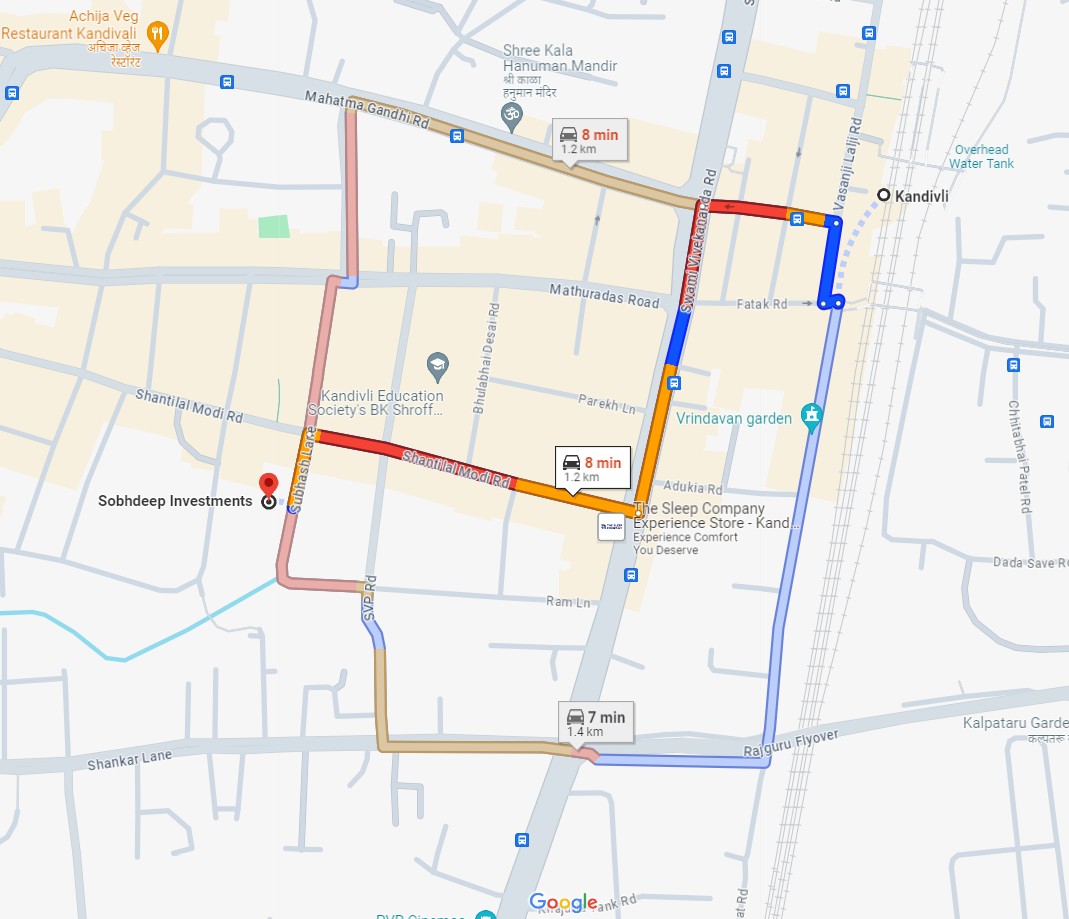 Achija Veg
Restaurant Kandivali
अचिजा व्हेज
रेस्टॉरंट
Shree Kala
Hanuman Mandir
श्री काळा
हनुमान मंदिर
Mahatma Gandhi Rd
8 min
1.2 km
Overhead
Water Tank
Vasanji Lalji Rd
Kandivli
Swami Vivekananda Rd
Mathuradas Road
Fatak Rd
Bhulabhai Desai Rd
Kandivli Education
Society's BK Shroff...
Parekh Ln
Shantilal Modi Rd
Vrindavan garden
Chhitabhai Patel Rd
Subhash Lane
Shantilal Modi Rd
8 min
1.2 km
Adukia Rd
Sobhdeep Investments
The Sleep Company
Experience Store - Kand...
Experience Comfort
You Deserve
Dada Save Rd
S.V.P. Rd
Ram Ln
7 min
1.4 km
Rajguru Flyover
Kalpataru Garde
Shankar Lane
Google
Tank Rd